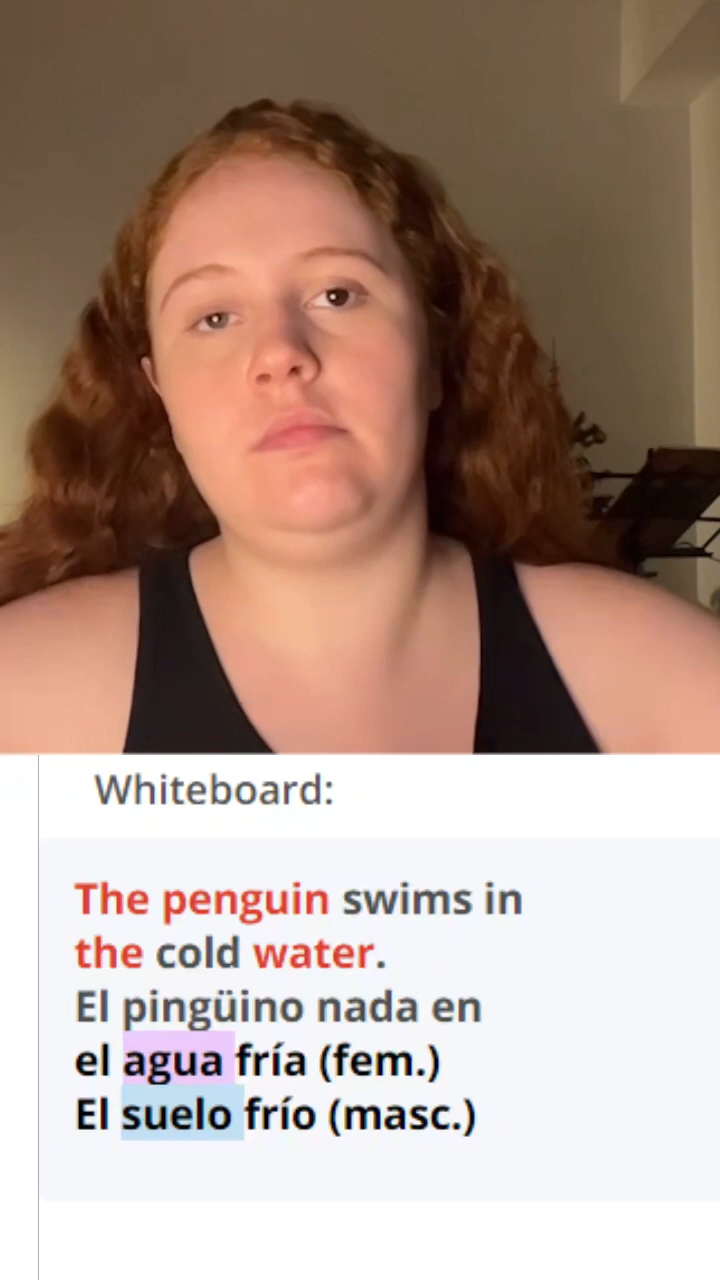 Whiteboard:
The penguin swims in
the cold water.
El pingüino nada en
el agua fría (fem.)
El suelo frío (masc.)